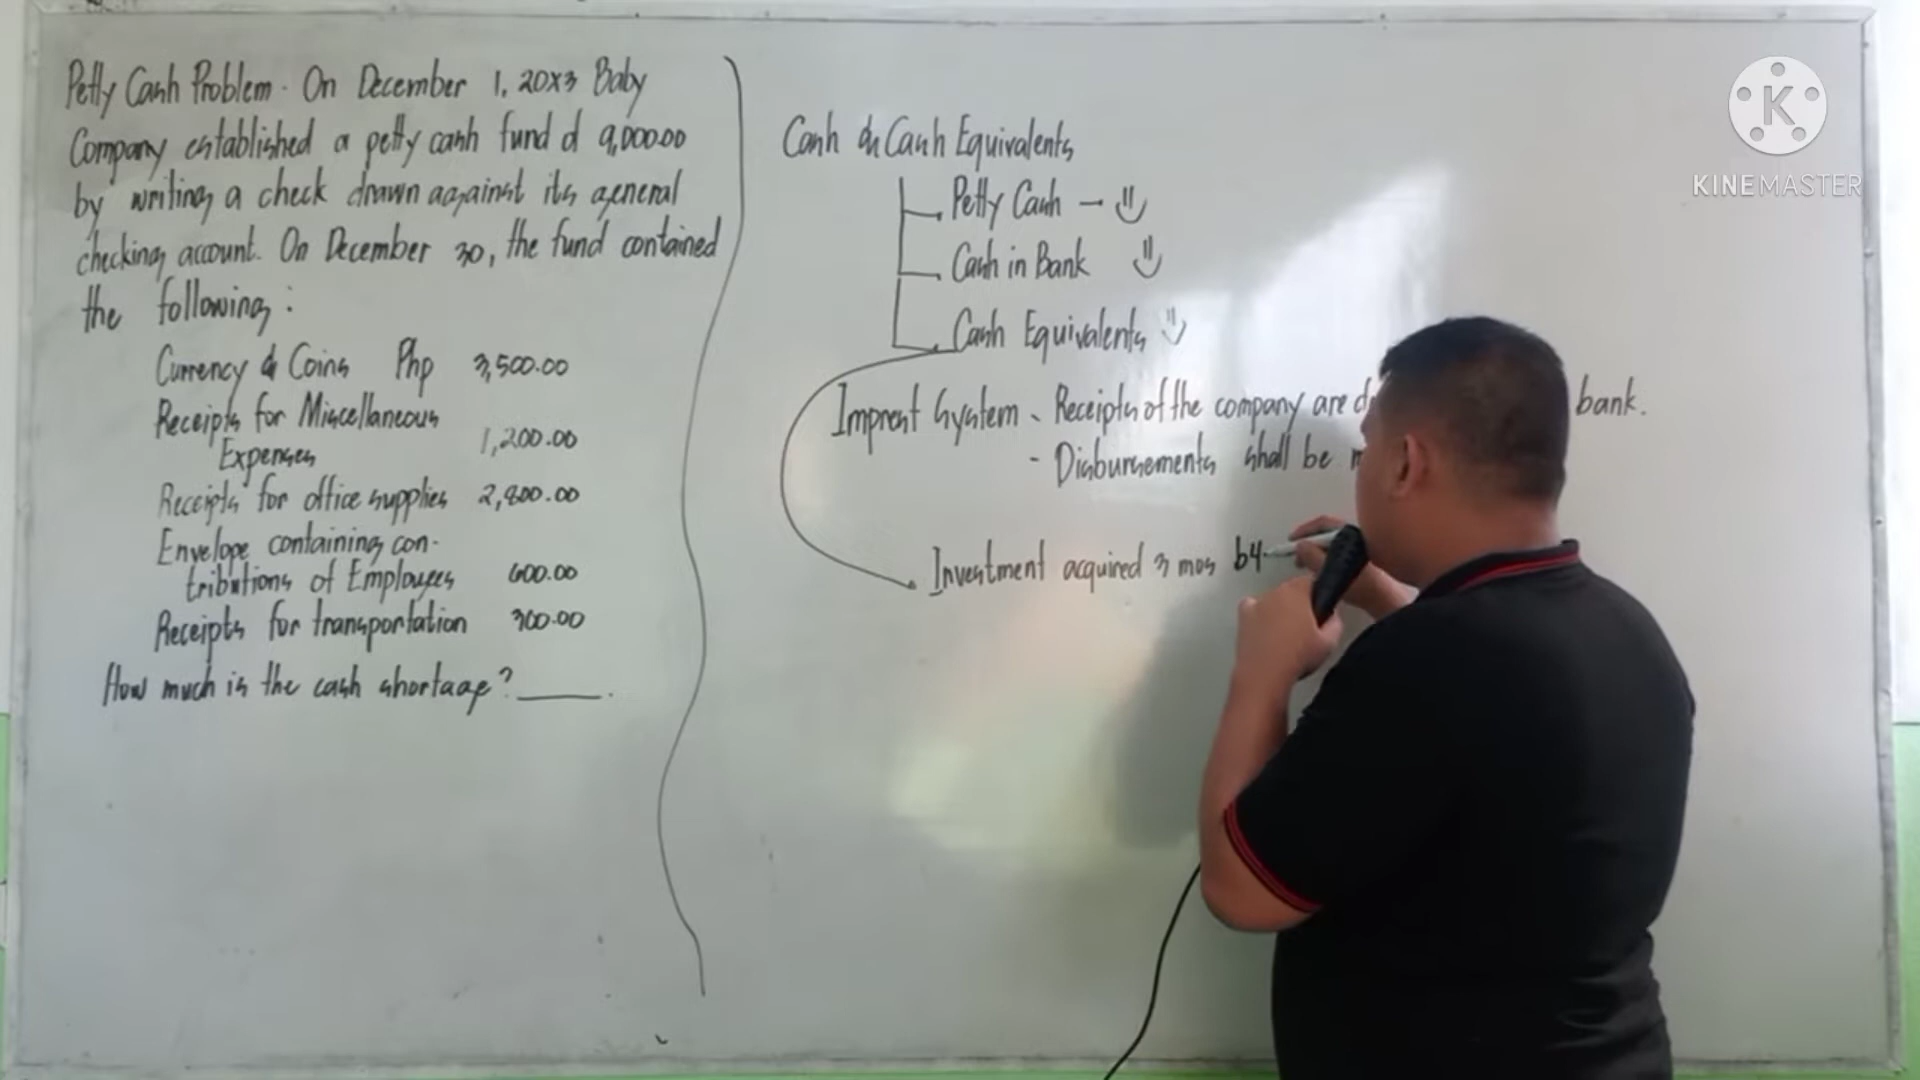 Petty Cash Problem. On December 1, 20x3 Baby
Company established a petty cash fund of 9,000.00
by writing a check drawn against its general
checking account. On December 30, the fund contained
the following:
Currency & Coins Php 3,500.00
Receipts for Miscellaneous
Expenses 1,200.00
Receipts for office supplies 2,800.00
Envelope containing con-
tributions of Employees 600.00
Receipts for transportation 300.00
How much is the cash shortage? ______.
Cash & Cash Equivalents
Petty Cash -
Cash in Bank
Cash Equivalents
Imprest System - Receipts of the company are bank.
- Disbursements shall be
Investment acquired 3 mos b4
KINEMASTER